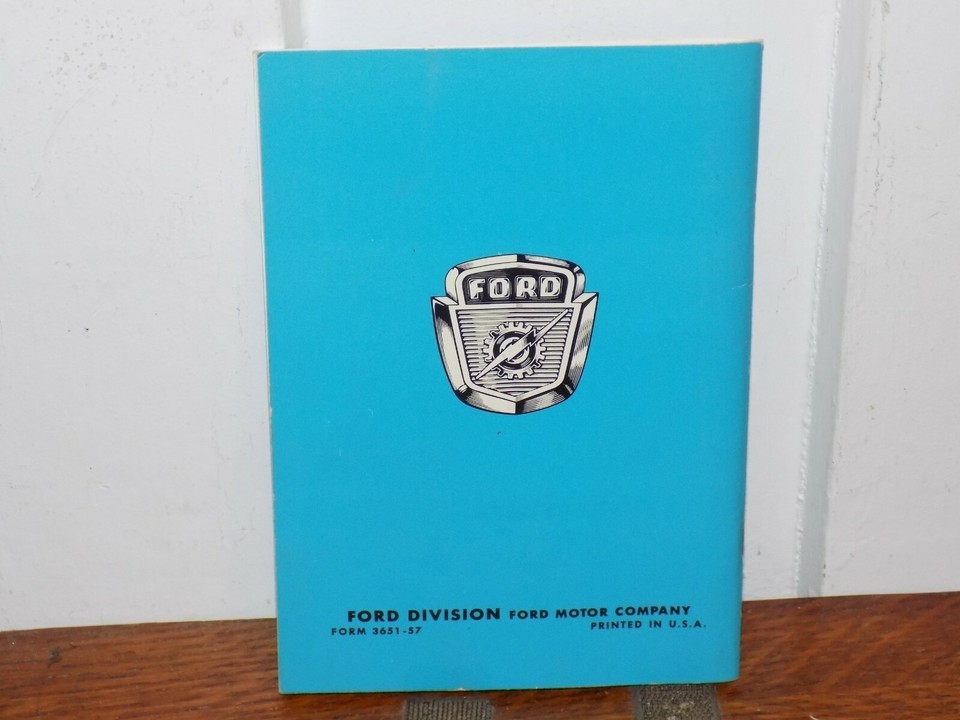 FORD
FORD DIVISION FORD MOTOR COMPANY
FORM 3651-57 PRINTED IN U.S.A.